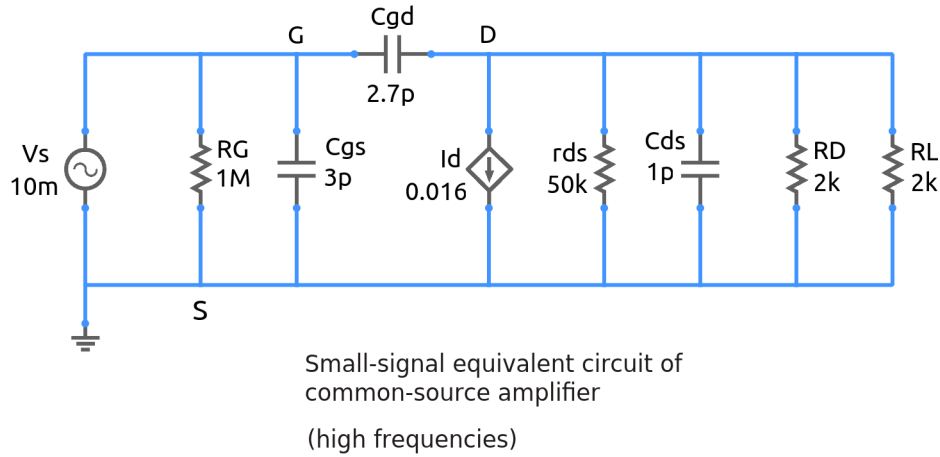 Cgd
G
D
2.7p
Vs
10m
RG
1M
Cgs
3p
Id
0.016
rds
50k
Cds
1p
RD
2k
RL
2k
S
Small-signal equivalent circuit of
common-source amplifier
(high frequencies)